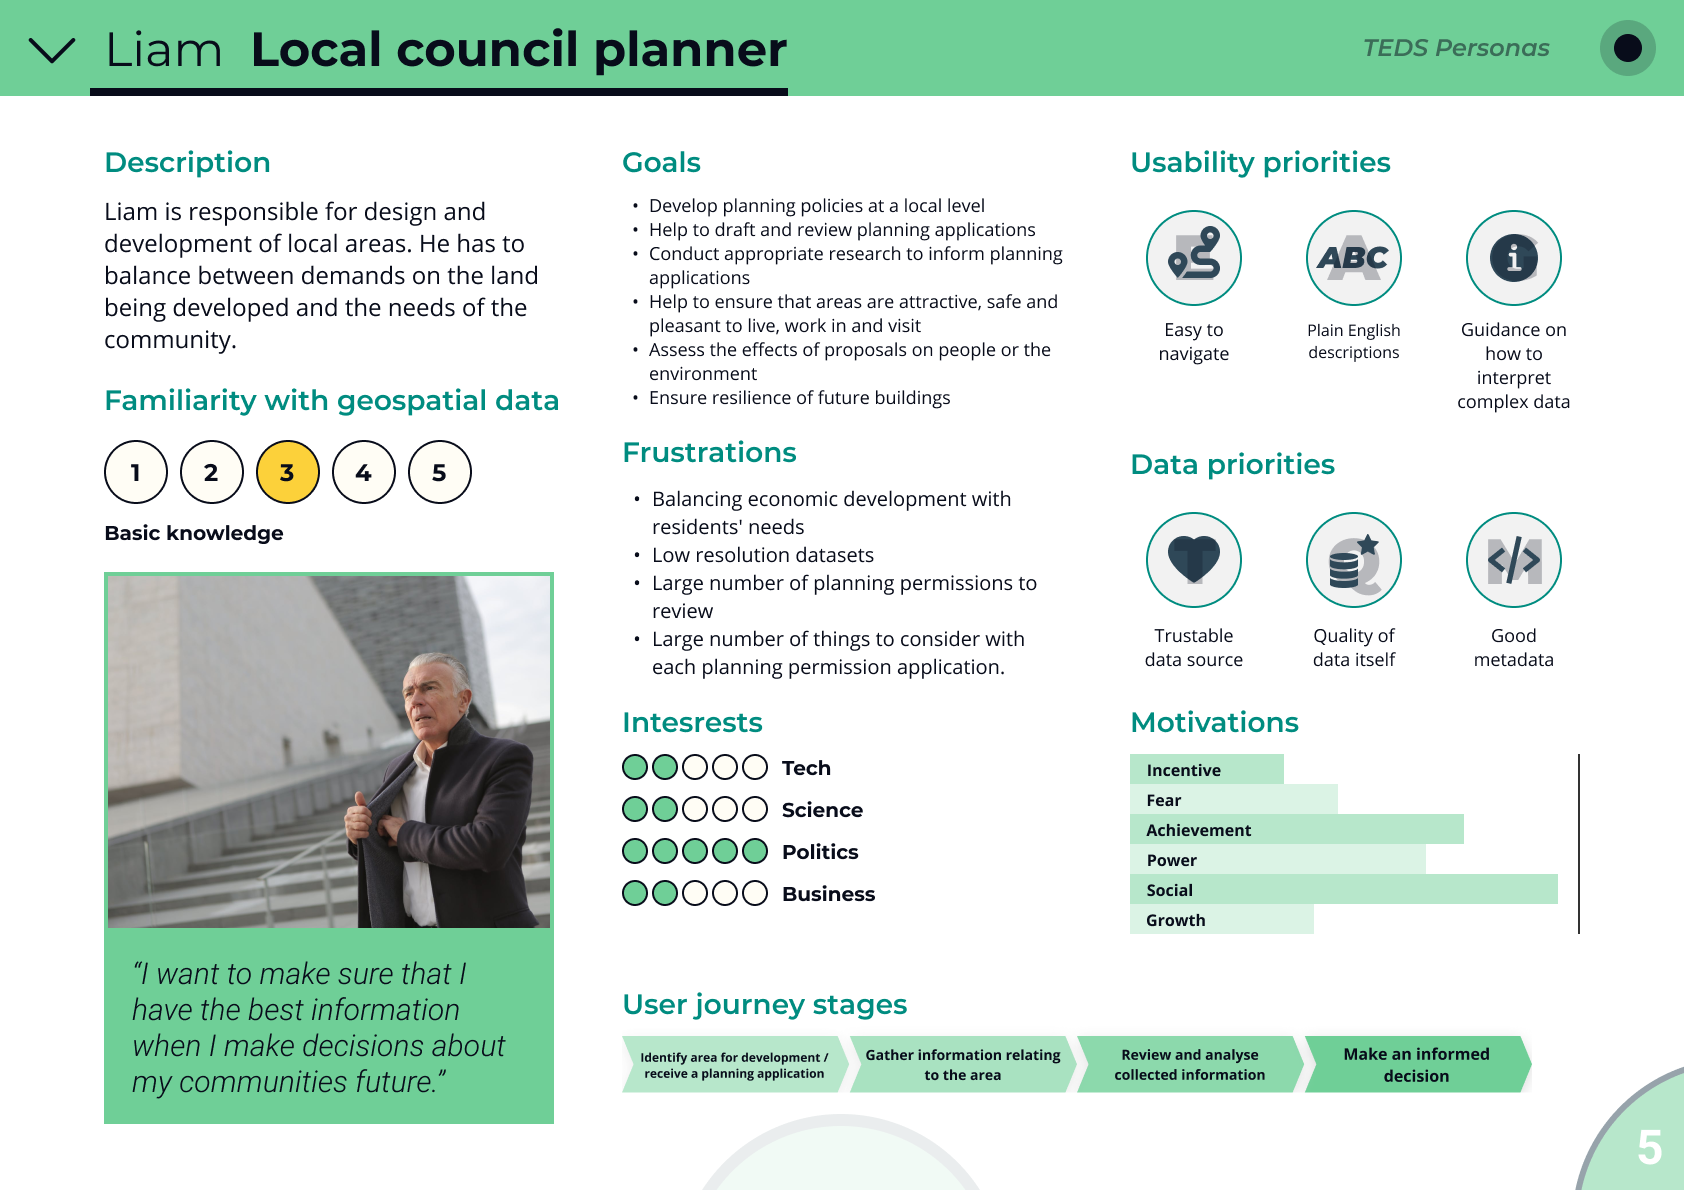 Liam Local council planner
TEDS Personas
Description
Liam is responsible for design and
development of local areas. He has to
balance between demands on the land
being developed and the needs of the
community.
Familiarity with geospatial data
1 2 3 4 5
Basic knowledge
“I want to make sure that I
have the best information
when I make decisions about
my communities future.”
Goals
• Develop planning policies at a local level
• Help to draft and review planning applications
• Conduct appropriate research to inform planning
applications
• Help to ensure that areas are attractive, safe and
pleasant to live, work in and visit
• Assess the effects of proposals on people or the
environment
• Ensure resilience of future buildings
Frustrations
• Balancing economic development with
residents' needs
• Low resolution datasets
• Large number of planning permissions to
review
• Large number of things to consider with
each planning permission application.
Intesrests
Tech
Science
Politics
Business
Usability priorities
E
A
ABC
G
i
Easy to
navigate
Plain English
descriptions
Guidance on
how to
interpret
complex data
Data priorities
T
Q
M
</>
Trustable
data source
Quality of
data itself
Good
metadata
Motivations
Incentive
Fear
Achievement
Power
Social
Growth
User journey stages
Identify area for development /
receive a planning application
Gather information relating
to the area
Review and analyse
collected information
Make an informed
decision
5